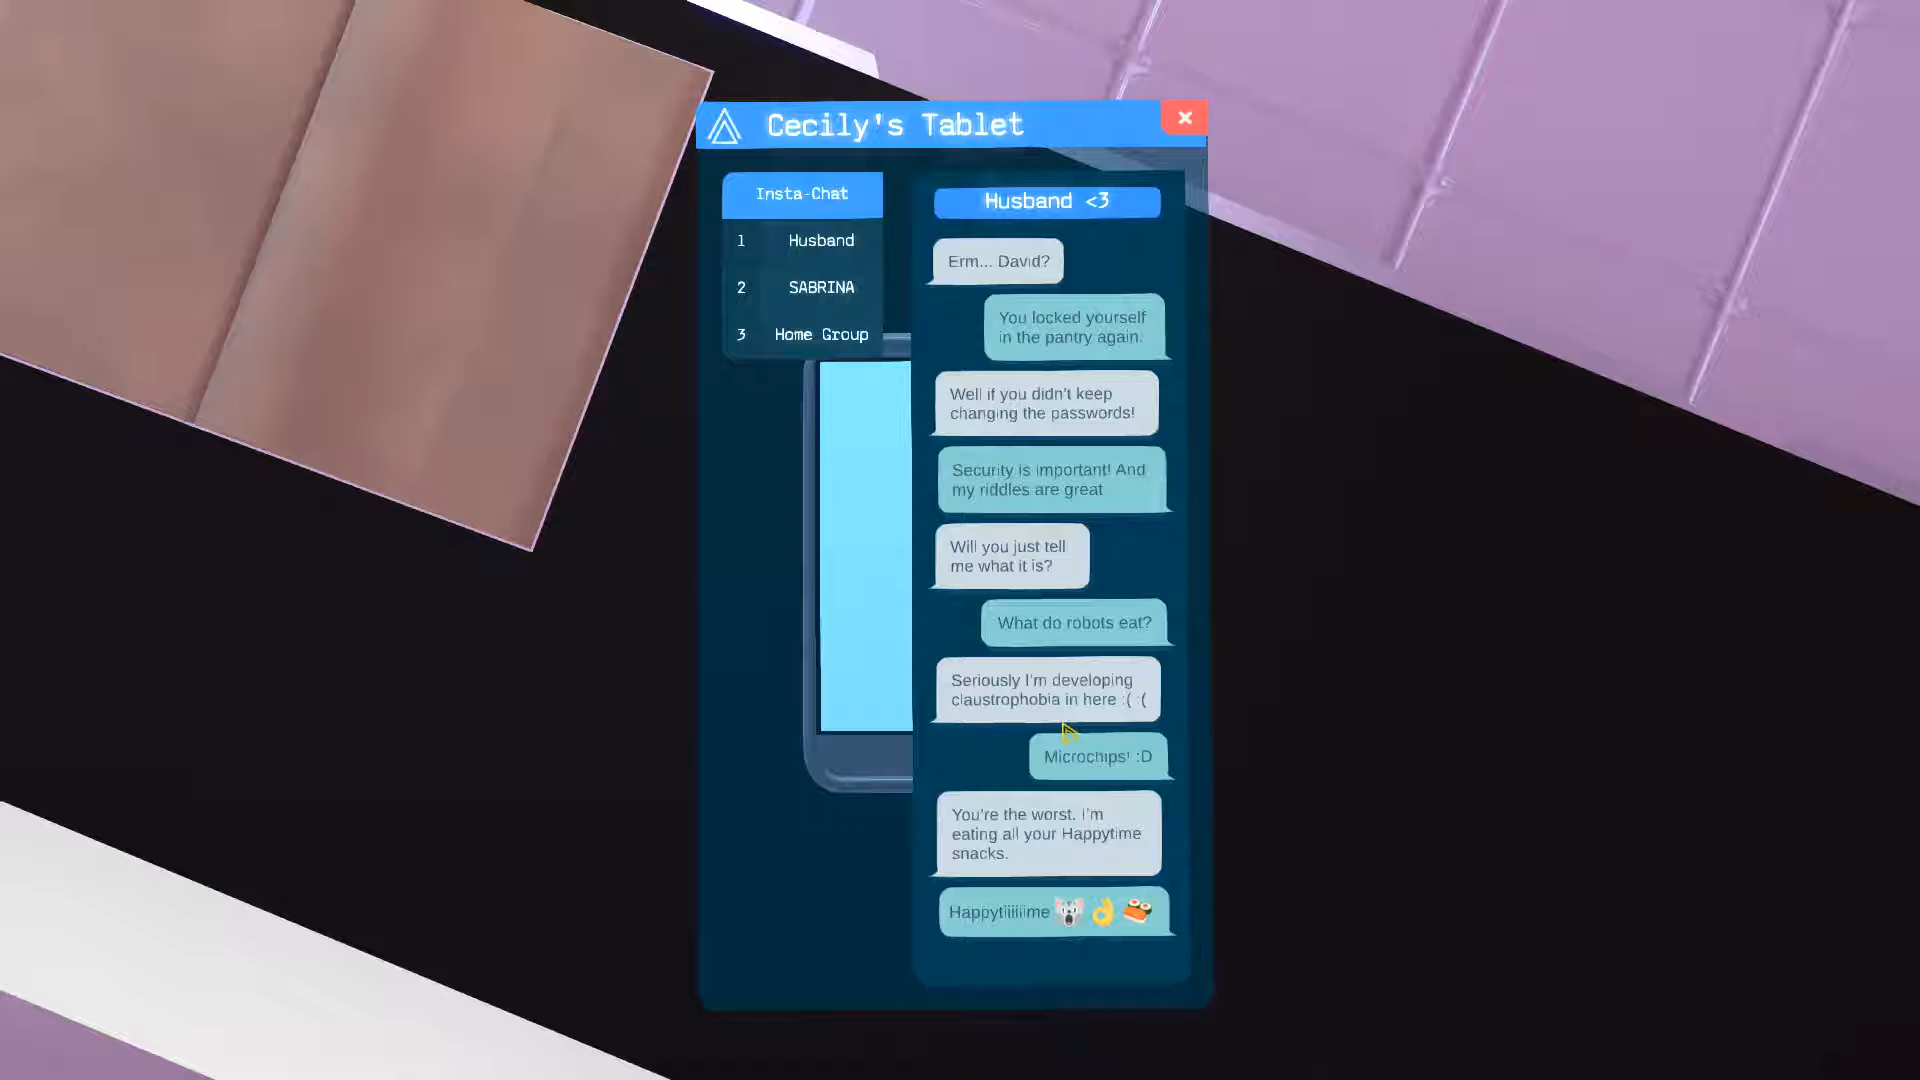 Cecily's Tablet
Insta-Chat
1 Husband
2 SABRINA
3 Home Group
Husband <3
Erm... David?
You locked yourself
in the pantry again.
Well if you didn't keep
changing the passwords!
Security is important! And
my riddles are great
Will you just tell
me what it is?
What do robots eat?
Seriously I'm developing
claustrophobia in here :( :(
Microchips! :D
You're the worst. I'm
eating all your Happytime
snacks.
Happytiiiiiime 🙀👌🍣